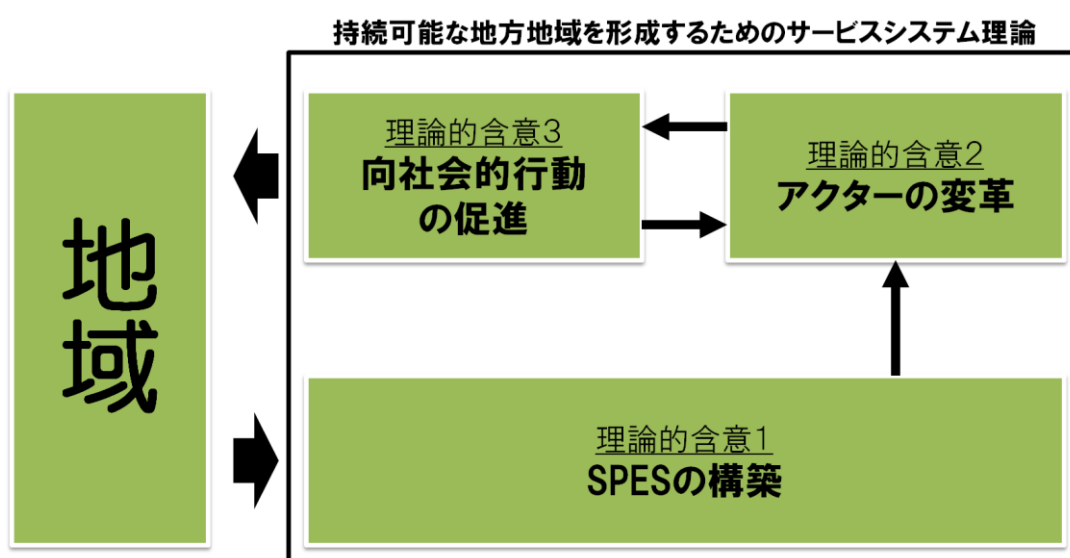 持続可能な地方地域を形成するためのサービスシステム理論
地域
理論的含意3
向社会的行動
の促進
理論的含意2
アクターの変革
理論的含意1
SPESの構築